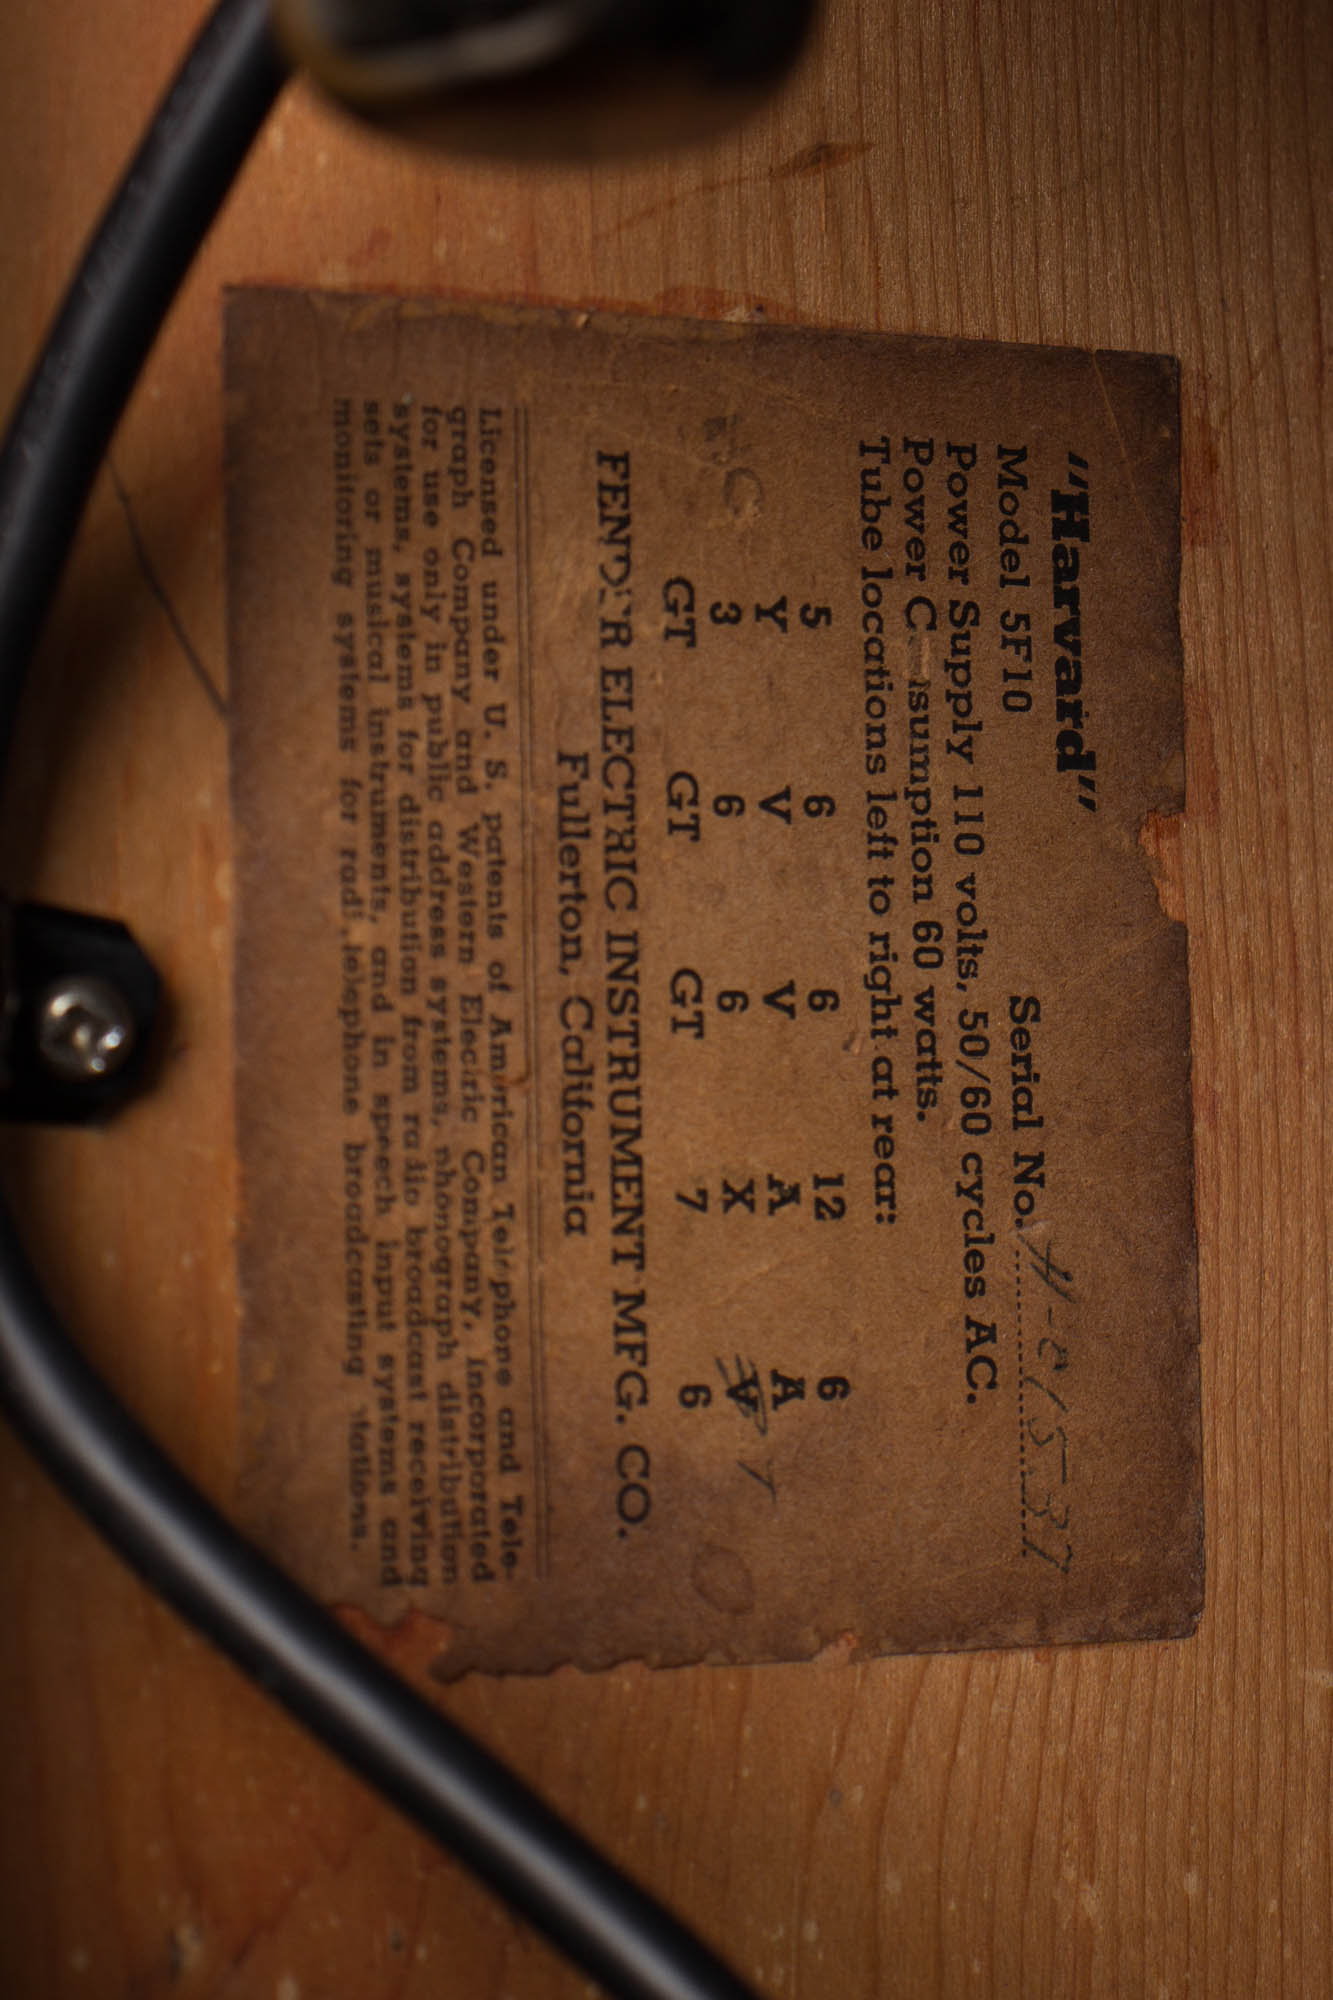 "Harvard"
Model 5F10 Serial No. H-01537
Power Supply 110 volts, 50/60 cycles AC.
Power C sumption 60 watts.
Tube locations left to right at rear:
5 6 6 12 6
Y V V A A
3 6 6 X V
GT GT GT 7 6
FENDER ELECTRIC INSTRUMENT MFG. CO.
Fullerton, California
Licensed under U. S. patents of American Telephone and Tele-
graph Company and Western Electric Company, Incorporated
for use only in public address systems, phonograph distribution
systems, systems for distribution from radio broadcast receiving
sets or musical instruments, and in speech input systems and
monitoring systems for radi telephone broadcasting stations.